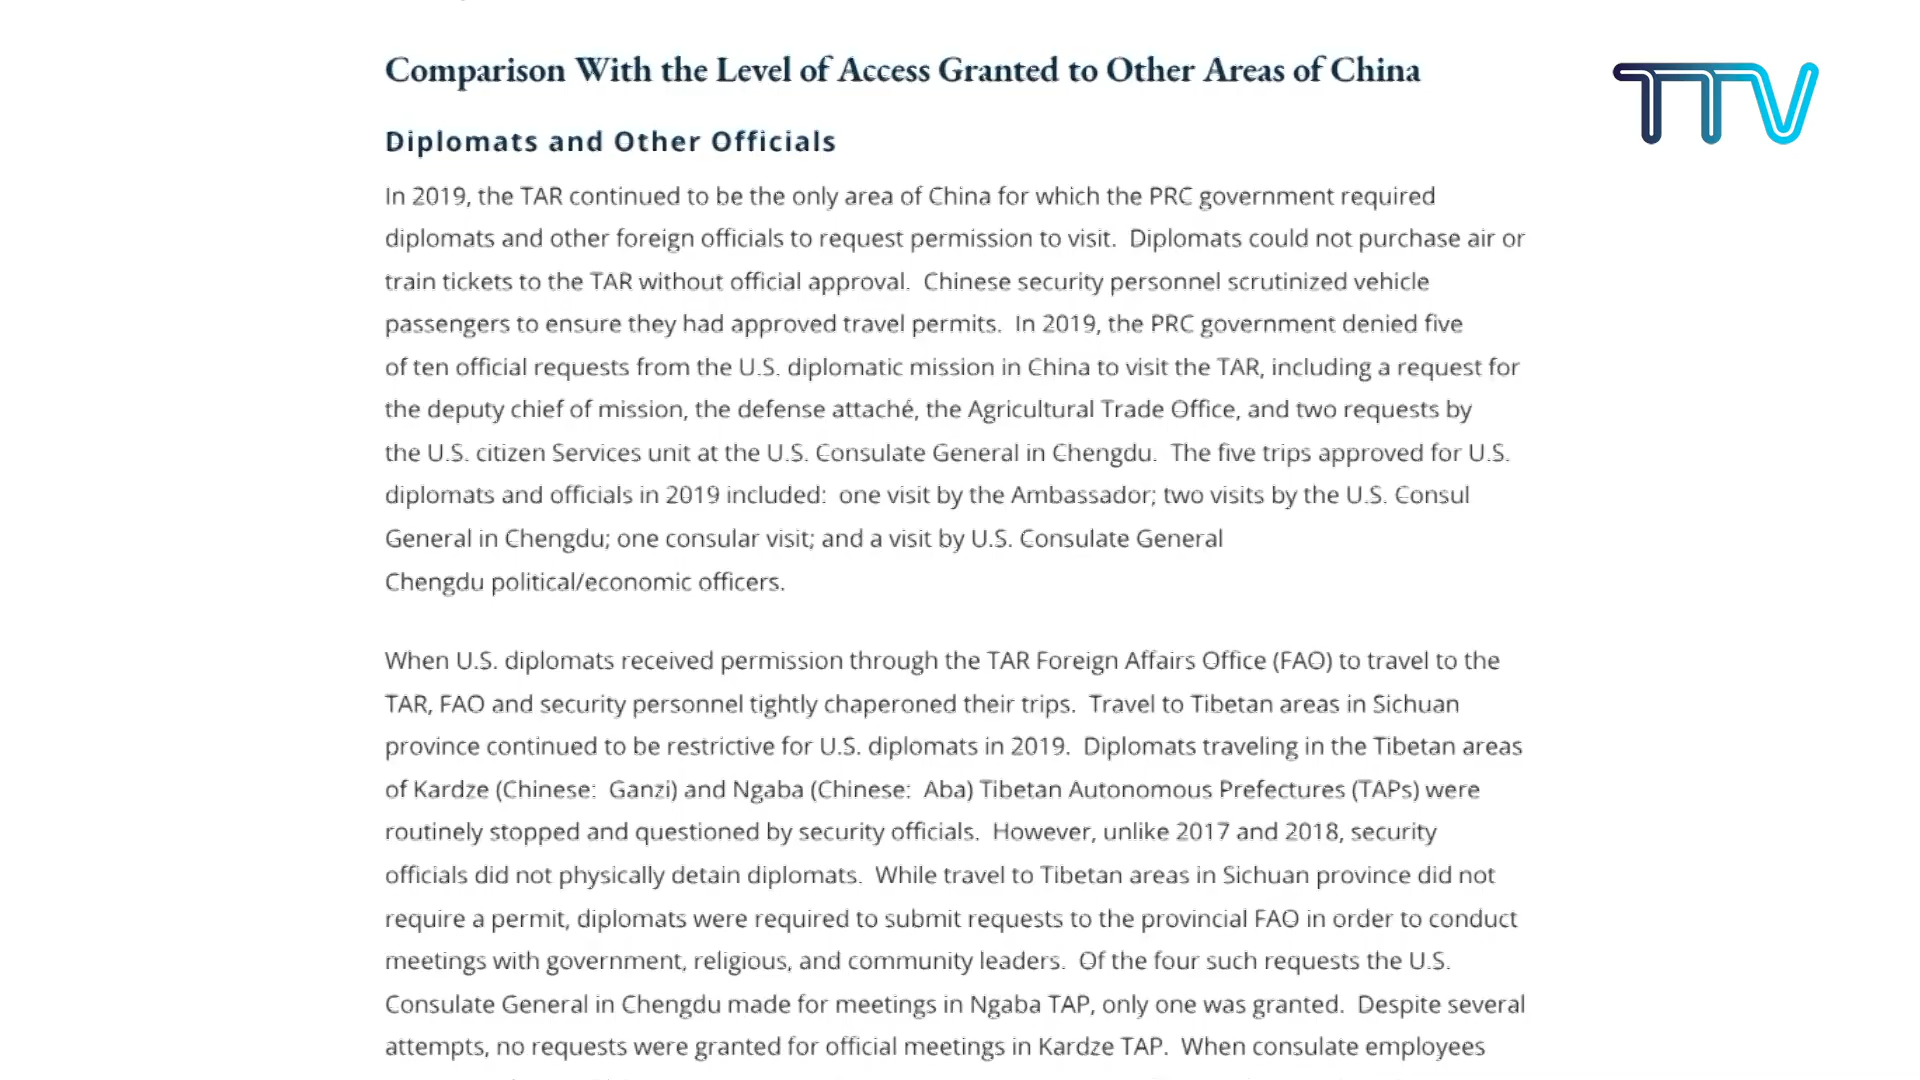 Comparison With the Level of Access Granted to Other Areas of China
TTV
Diplomats and Other Officials
In 2019, the TAR continued to be the only area of China for which the PRC government required
diplomats and other foreign officials to request permission to visit.  Diplomats could not purchase air or
train tickets to the TAR without official approval.  Chinese security personnel scrutinized vehicle
passengers to ensure they had approved travel permits.  In 2019, the PRC government denied five
of ten official requests from the U.S. diplomatic mission in China to visit the TAR, including a request for
the deputy chief of mission, the defense attaché, the Agricultural Trade Office, and two requests by
the U.S. citizen Services unit at the U.S. Consulate General in Chengdu.  The five trips approved for U.S.
diplomats and officials in 2019 included:  one visit by the Ambassador; two visits by the U.S. Consul
General in Chengdu; one consular visit; and a visit by U.S. Consulate General
Chengdu political/economic officers.
When U.S. diplomats received permission through the TAR Foreign Affairs Office (FAO) to travel to the
TAR, FAO and security personnel tightly chaperoned their trips.  Travel to Tibetan areas in Sichuan
province continued to be restrictive for U.S. diplomats in 2019.  Diplomats traveling in the Tibetan areas
of Kardze (Chinese:  Ganzi) and Ngaba (Chinese:  Aba) Tibetan Autonomous Prefectures (TAPs) were
routinely stopped and questioned by security officials.  However, unlike 2017 and 2018, security
officials did not physically detain diplomats.  While travel to Tibetan areas in Sichuan province did not
require a permit, diplomats were required to submit requests to the provincial FAO in order to conduct
meetings with government, religious, and community leaders.  Of the four such requests the U.S.
Consulate General in Chengdu made for meetings in Ngaba TAP, only one was granted.  Despite several
attempts, no requests were granted for official meetings in Kardze TAP.  When consulate employees